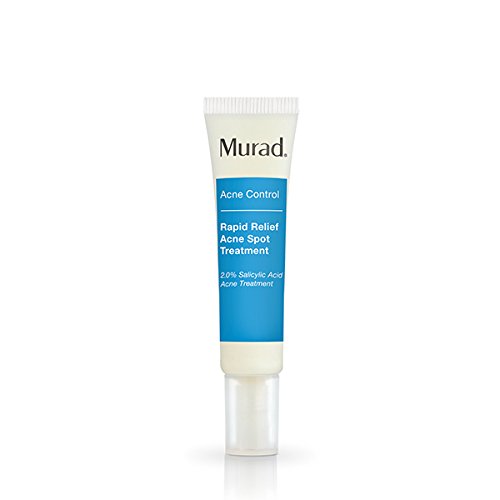 Murad®
Acne Control
Rapid Relief
Acne Spot
Treatment
2.0% Salicylic Acid
Acne Treatment